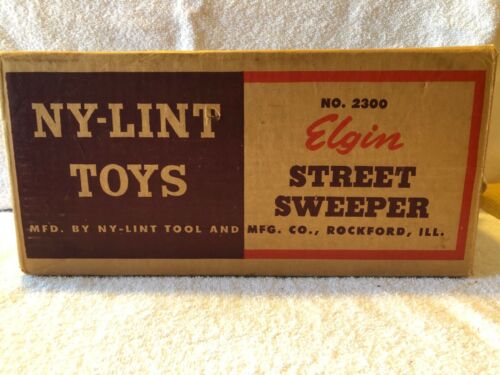 NY-LINT
TOYS
NO. 2300
Elgin
STREET
SWEEPER
MFD. BY NY-LINT TOOL AND MFG. CO., ROCKFORD, ILL.